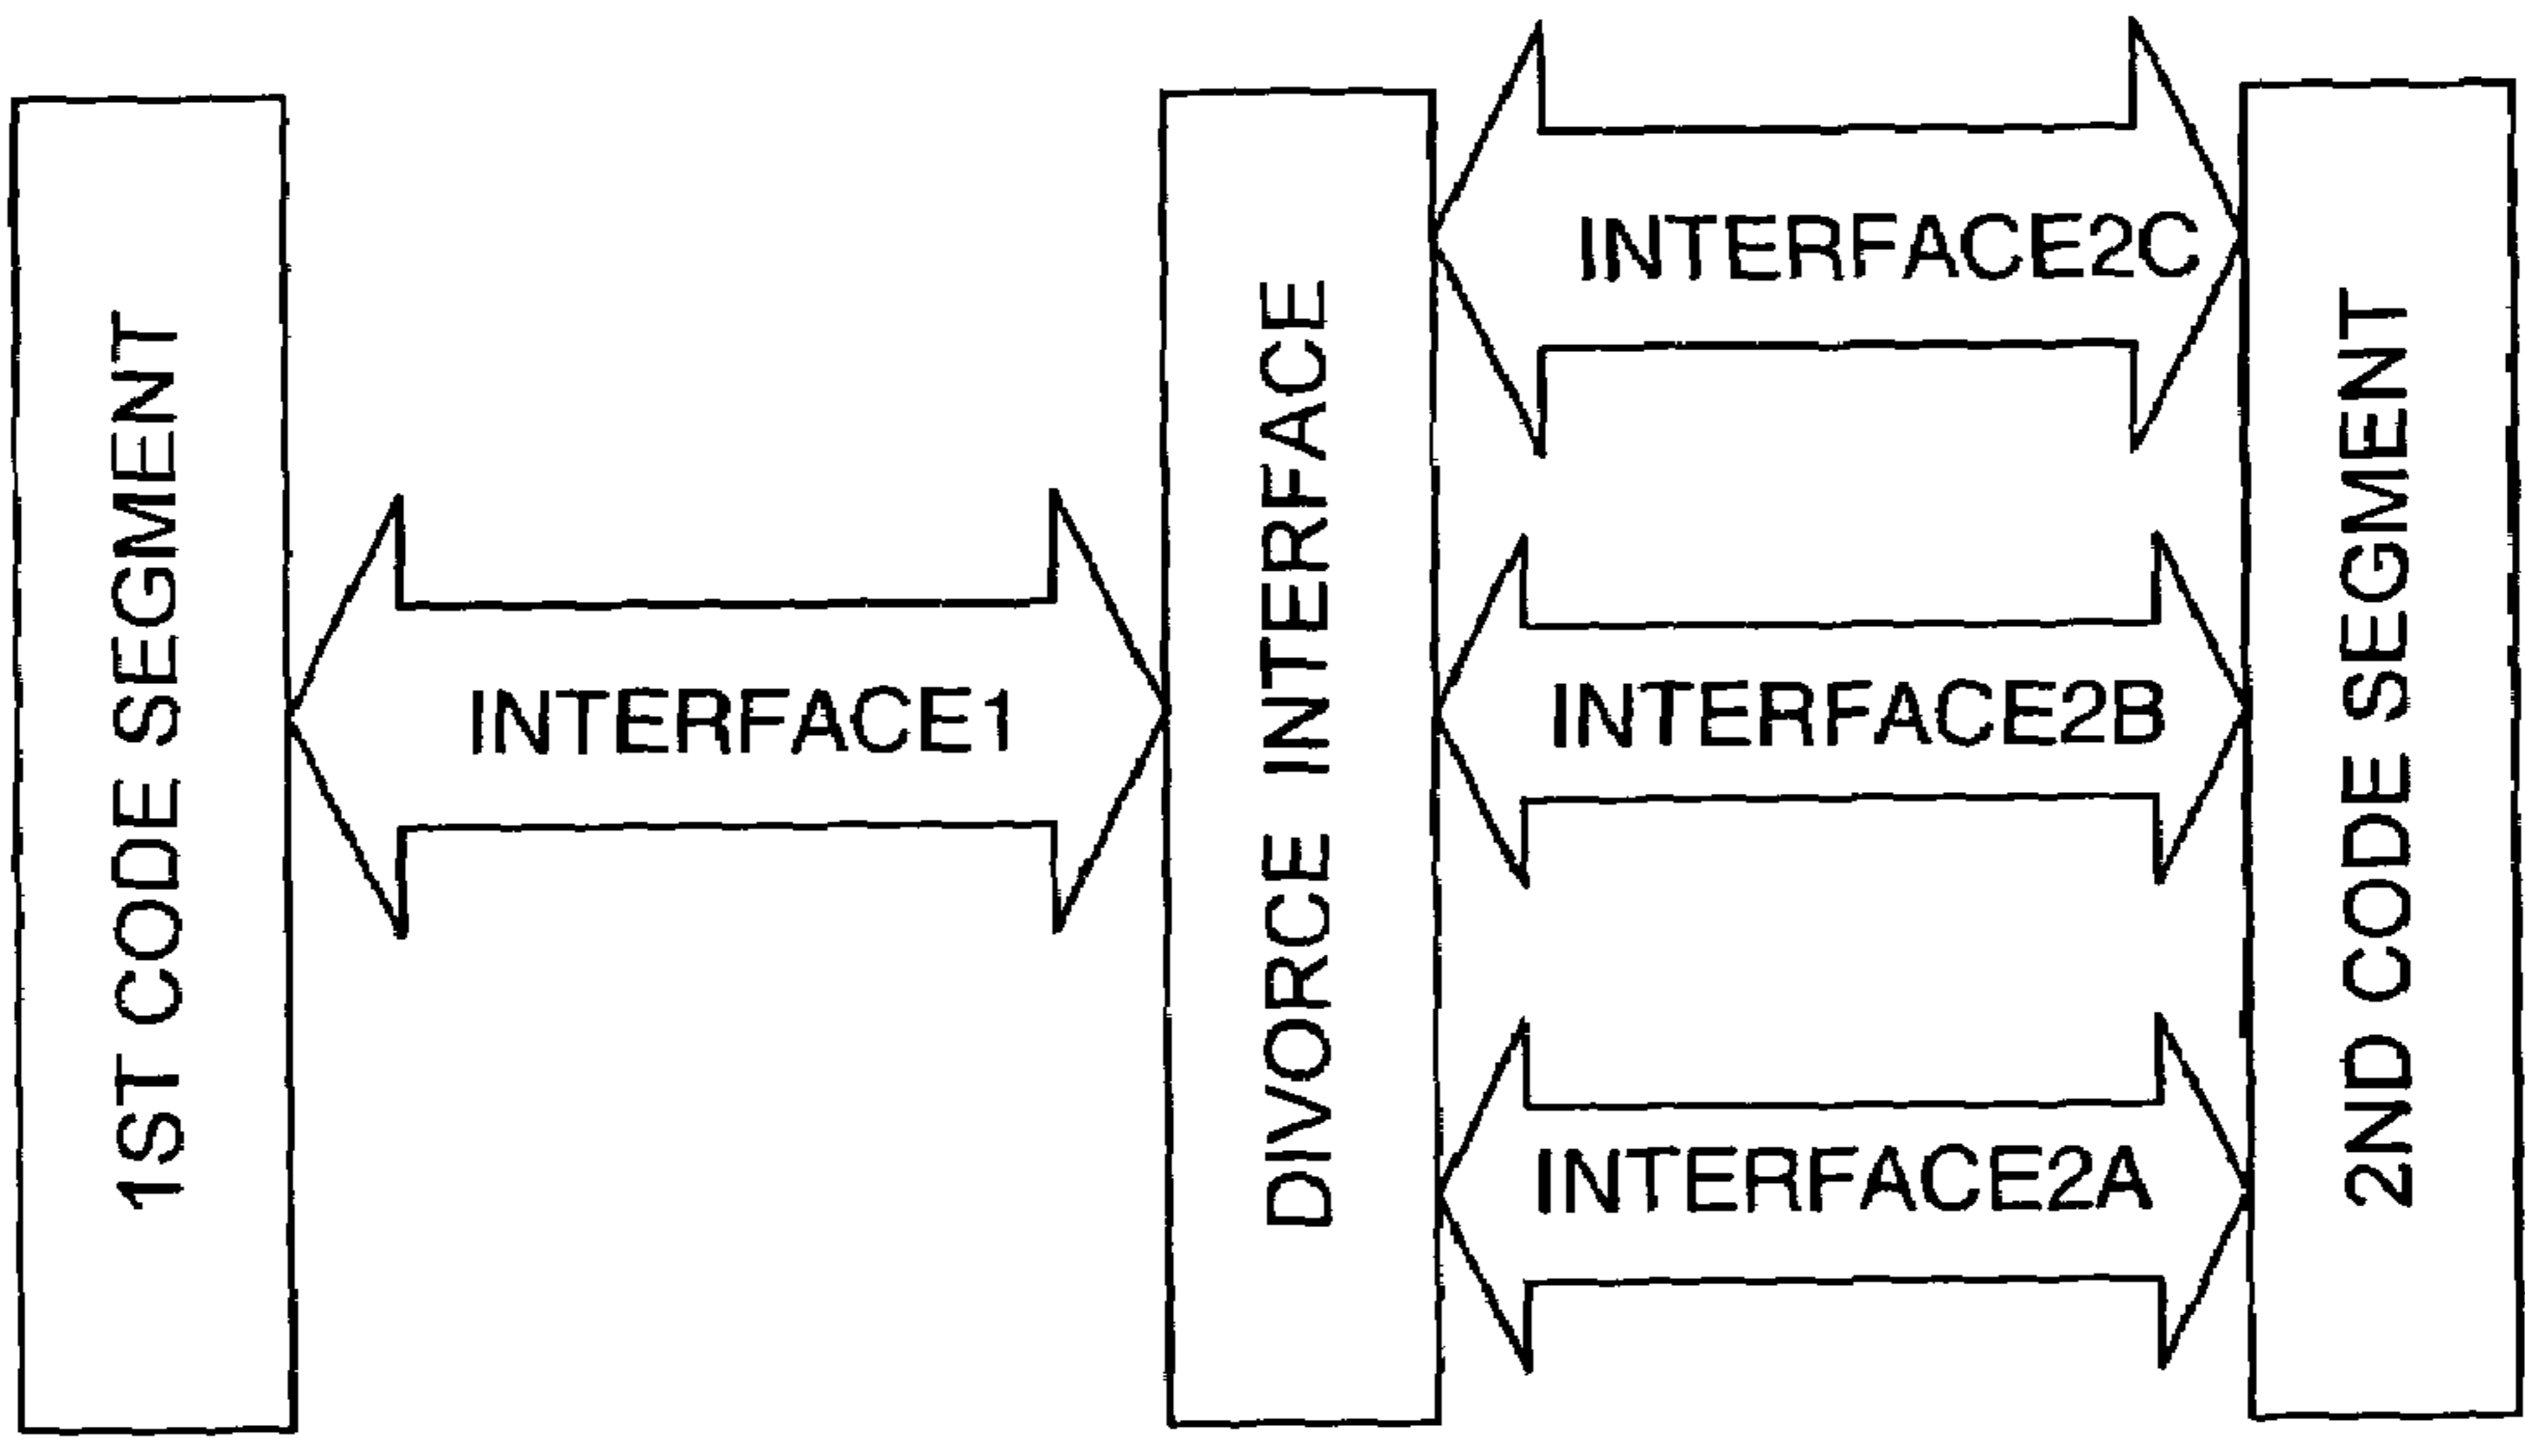 1ST CODE SEGMENT
INTERFACE1
DIVORCE INTERFACE
INTERFACE2C
INTERFACE2B
INTERFACE2A
2ND CODE SEGMENT